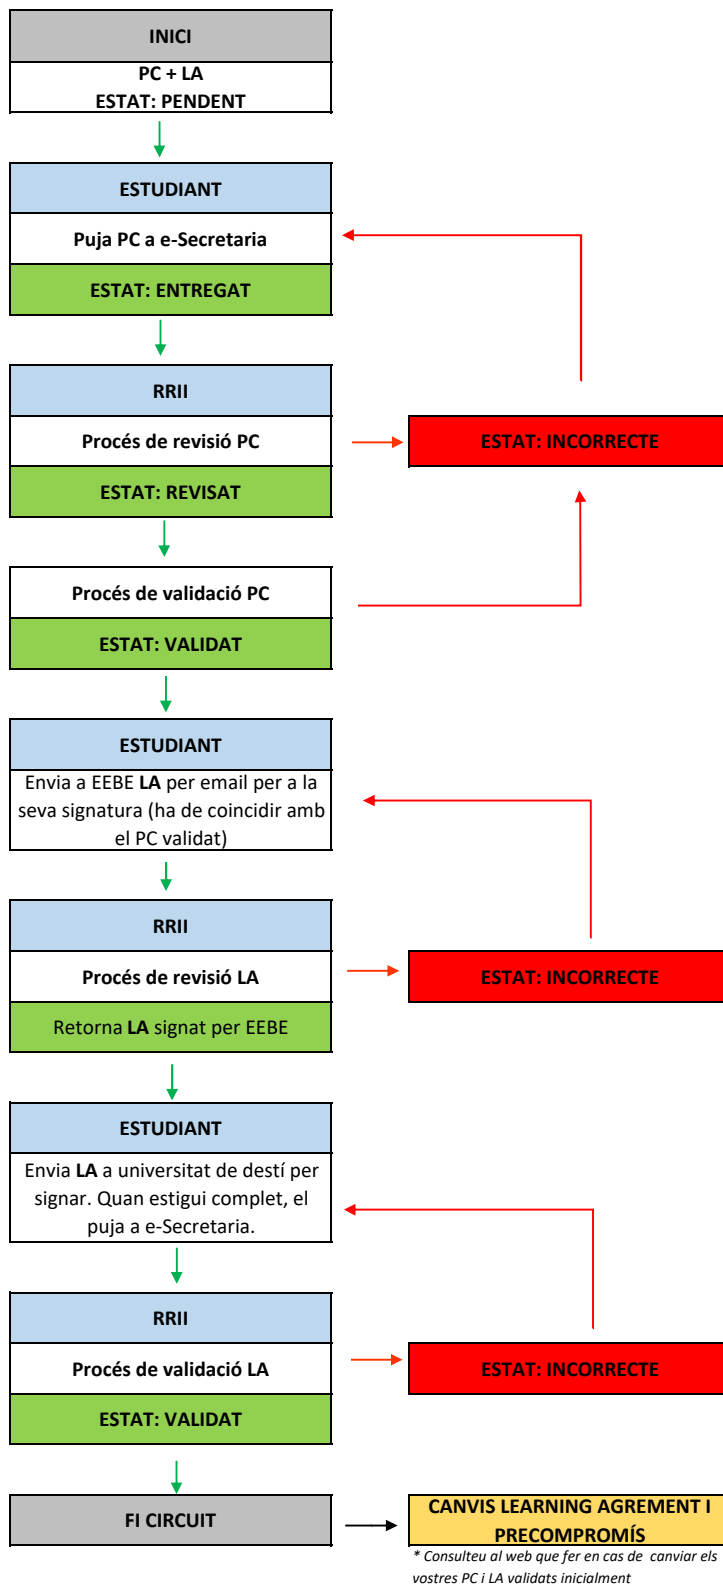 INICI
PC + LA
ESTAT: PENDENT
ESTUDIANT
Puja PC a e-Secretaria
ESTAT: ENTREGAT
RRII
Procés de revisió PC
ESTAT: INCORRECTE
ESTAT: REVISAT
Procés de validació PC
ESTAT: VALIDAT
ESTUDIANT
Envia a EEBE LA per email per a la
seva signatura (ha de coincidir amb
el PC validat)
RRII
Procés de revisió LA
ESTAT: INCORRECTE
Retorna LA signat per EEBE
ESTUDIANT
Envia LA a universitat de destí per
signar. Quan estigui complet, el
puja a e-Secretaria.
RRII
Procés de validació LA
ESTAT: INCORRECTE
ESTAT: VALIDAT
FI CIRCUIT
CANVIS LEARNING AGREMENT I
PRECOMPROMÍS
* Consulteu al web que fer en cas de canviar els
vostres PC i LA validats inicialment